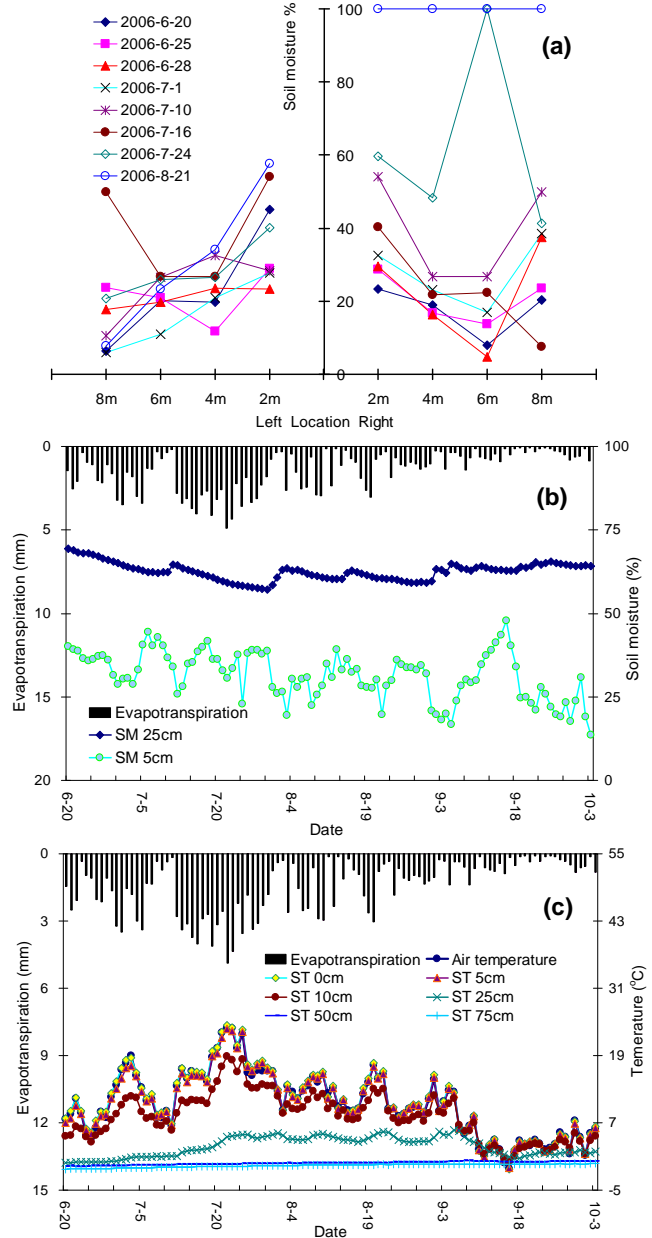 2006-6-20
2006-6-25
2006-6-28
2006-7-1
2006-7-10
2006-7-16
2006-7-24
2006-8-21
Soil moisture %
100
80
60
40
20
0
(a)
8m 6m 4m 2m 2m 4m 6m 8m
Left Location Right
Evapotranspiration (mm)
0
5
10
15
20
(b)
Soil moisture (%)
100
75
50
25
0
Evapotranspiration
SM 25cm
SM 5cm
6-20 7-5 7-20 8-4 8-19 9-3 9-18 10-3
Date
Evapotranspiration (mm)
0
3
6
9
12
15
(c)
Temerature (°C)
55
43
31
19
7
-5
Evapotranspiration Air temperature
ST 0cm ST 5cm
ST 10cm ST 25cm
ST 50cm ST 75cm
6-20 7-5 7-20 8-4 8-19 9-3 9-18 10-3
Date